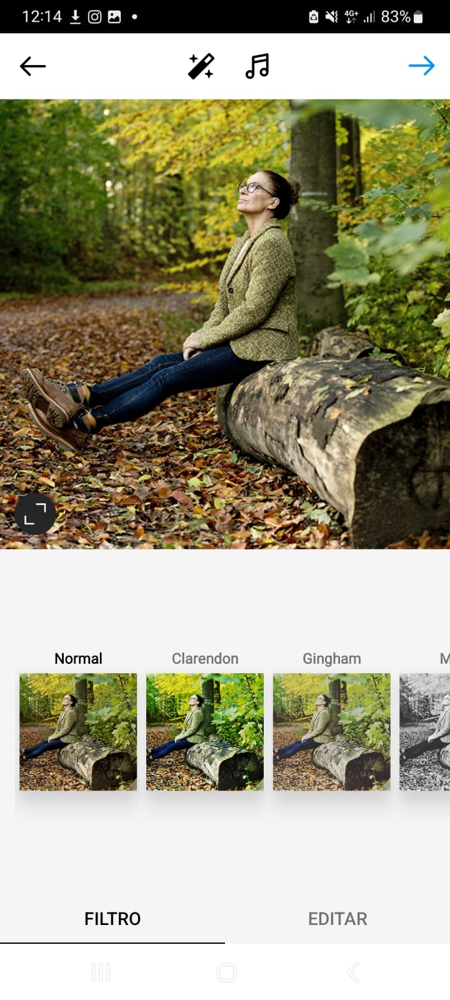 12:14 4G+ 83%
Normal Clarendon Gingham M
FILTRO EDITAR